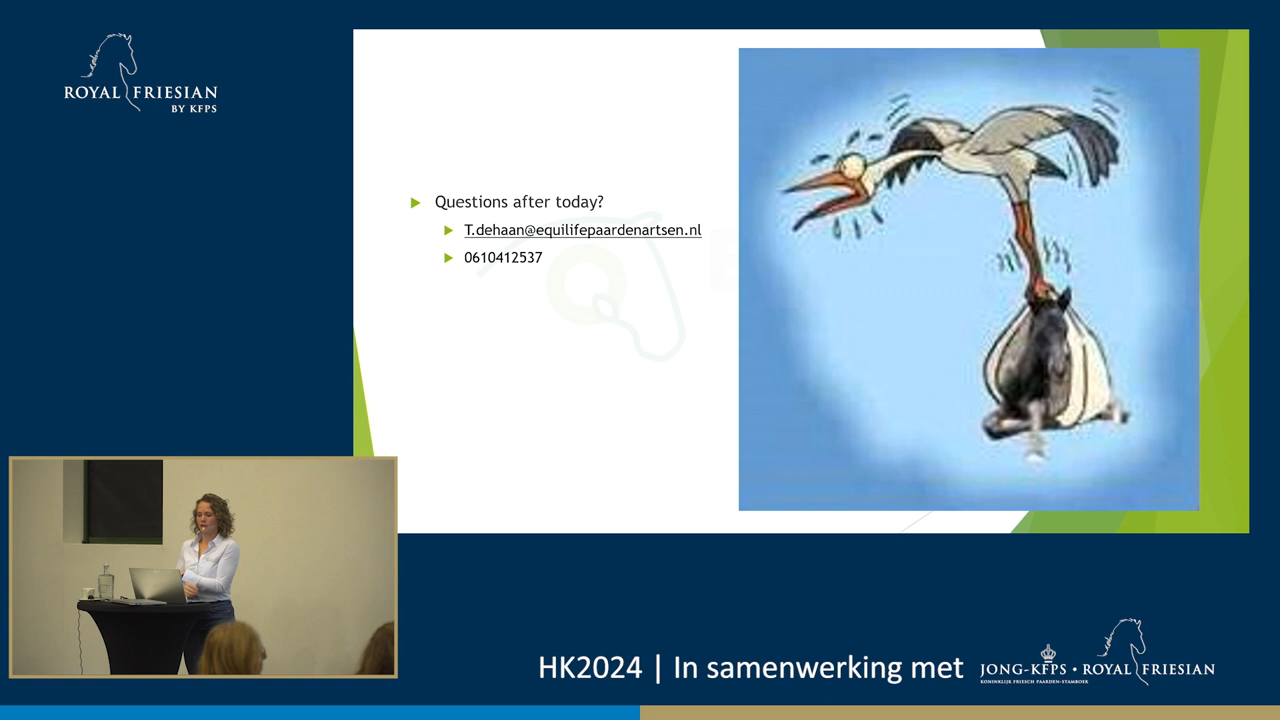 ROYAL FRIESIAN
BY KFPS
Questions after today?
T.dehaan@equilifepaardenartsen.nl
0610412537
HK2024 | In samenwerking met
JONG-KFPS • ROYAL FRIESIAN
KONINKLIJK FRIESCH PAARDEN-STAMBOEK